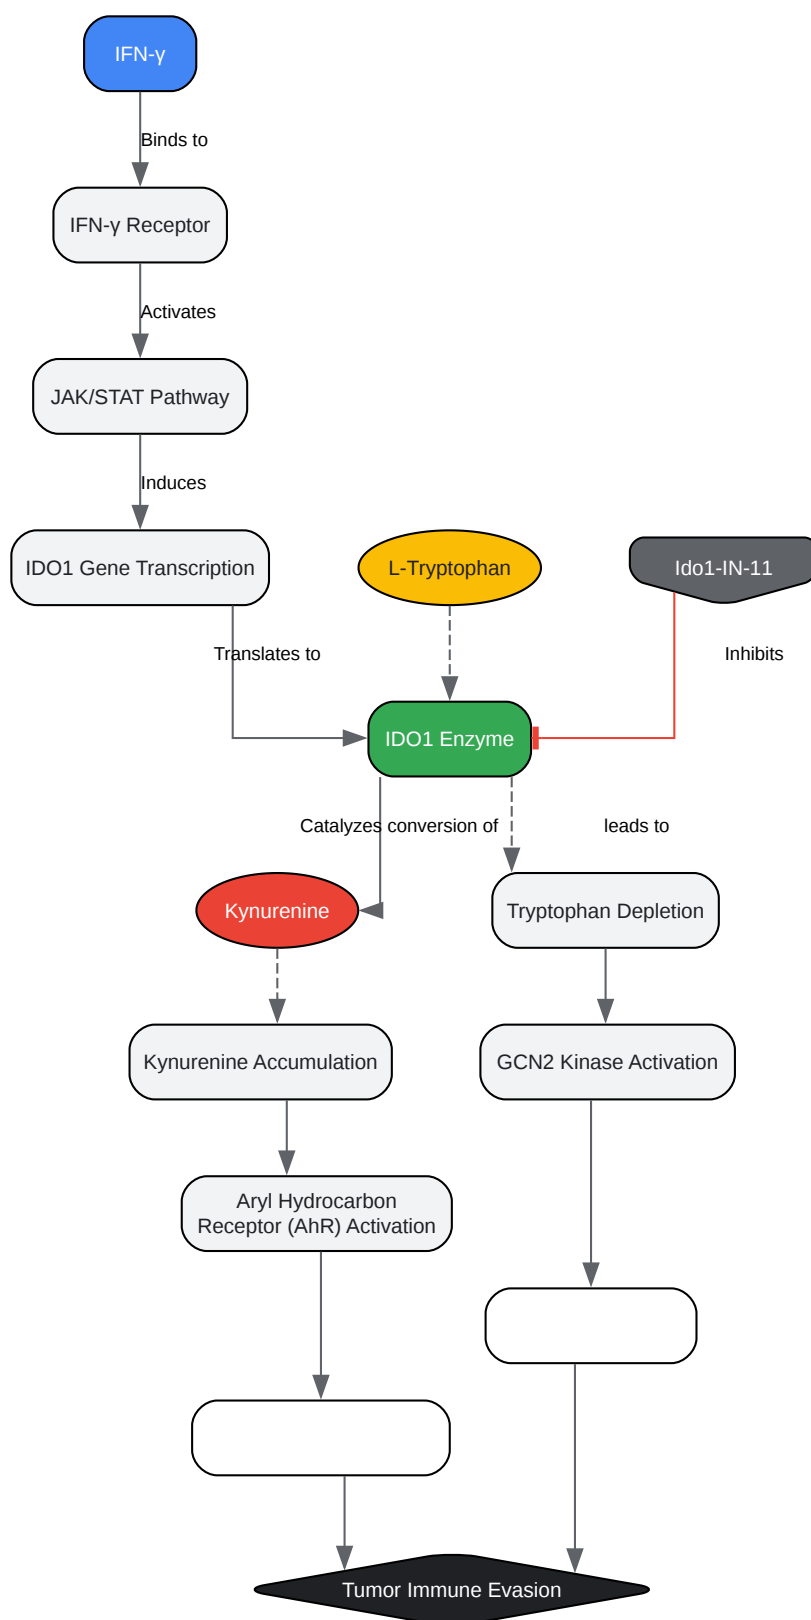 IFN-γ
Binds to
IFN-γ Receptor
Activates
JAK/STAT Pathway
Induces
IDO1 Gene Transcription
L-Tryptophan
Ido1-IN-11
Translates to
Inhibits
IDO1 Enzyme
Catalyzes conversion of
leads to
Kynurenine
Tryptophan Depletion
Kynurenine Accumulation
GCN2 Kinase Activation
Aryl Hydrocarbon
Receptor (AhR) Activation
Tumor Immune Evasion